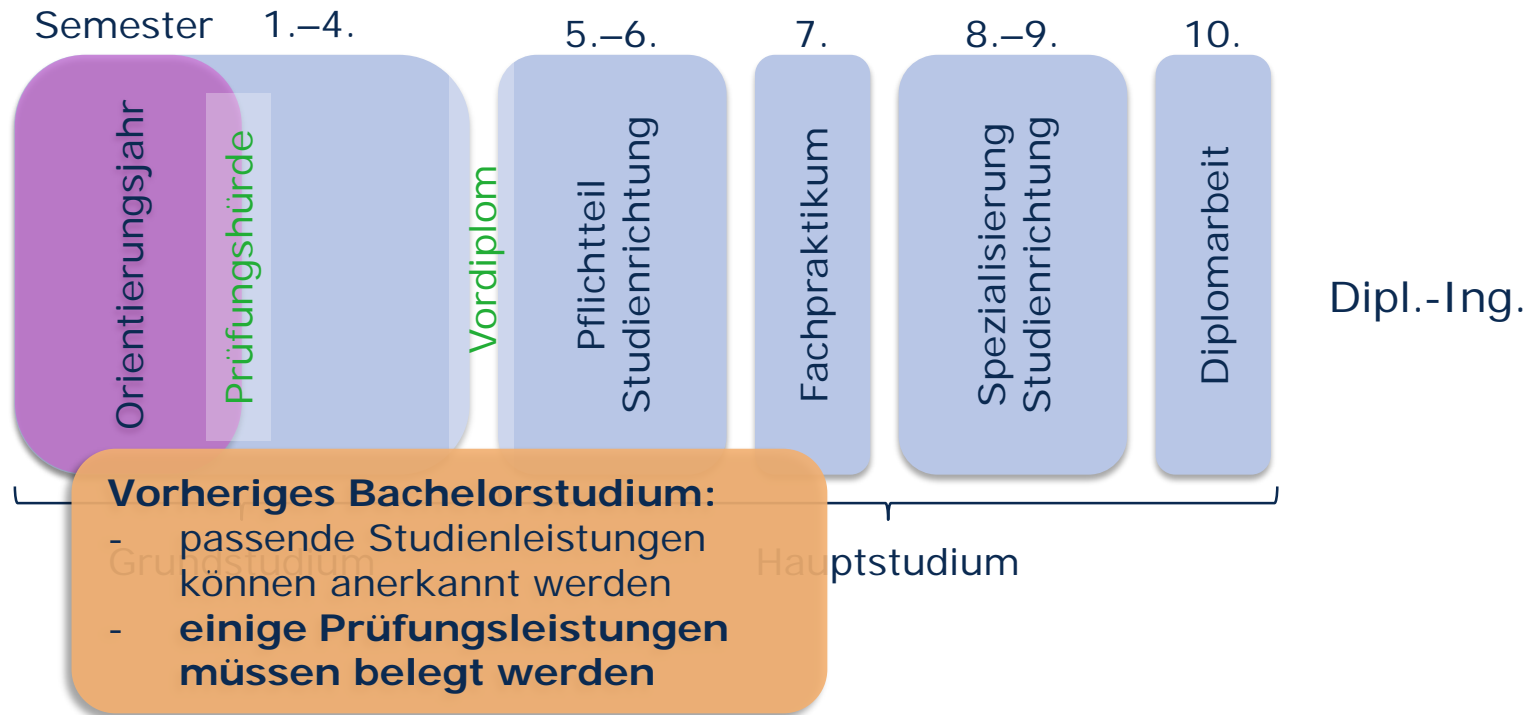 Semester 1.–4. 5.–6. 7. 8.–9. 10.
Orientierungsjahr
Prüfungshürde
Vordiplom
Pflichtteil
Studienrichtung
Fachpraktikum
Spezialisierung
Studienrichtung
Diplomarbeit
Dipl.-Ing.
Grundstudium
Hauptstudium
Vorheriges Bachelorstudium:
- passende Studienleistungen
können anerkannt werden
- einige Prüfungsleistungen
müssen belegt werden